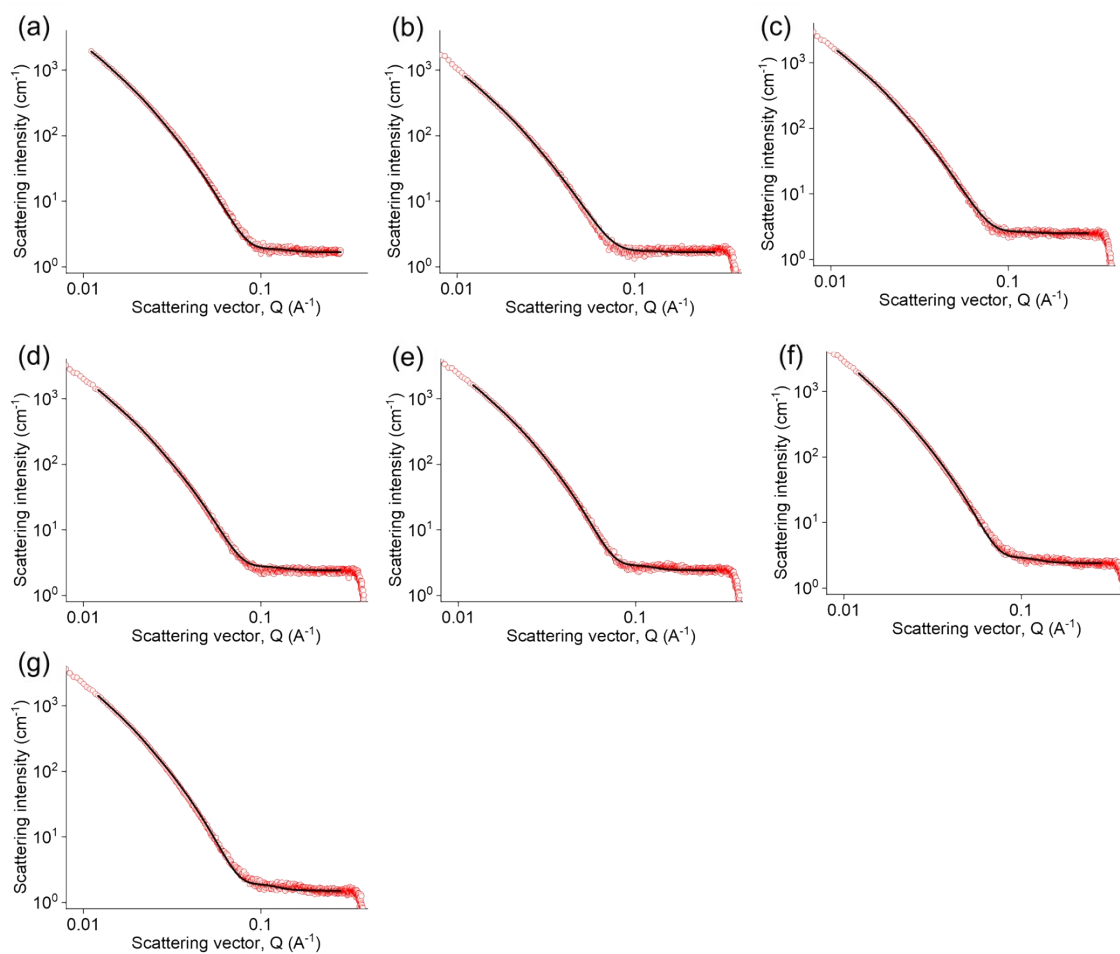 (a)
Scattering intensity (cm⁻¹)
10³
10²
10¹
10⁰
0.01 0.1
Scattering vector, Q (A⁻¹)
(b)
Scattering intensity (cm⁻¹)
10³
10²
10¹
10⁰
0.01 0.1
Scattering vector, Q (A⁻¹)
(c)
Scattering intensity (cm⁻¹)
10³
10²
10¹
10⁰
0.01 0.1
Scattering vector, Q (A⁻¹)
(d)
Scattering intensity (cm⁻¹)
10³
10²
10¹
10⁰
0.01 0.1
Scattering vector, Q (A⁻¹)
(e)
Scattering intensity (cm⁻¹)
10³
10²
10¹
10⁰
0.01 0.1
Scattering vector, Q (A⁻¹)
(f)
Scattering intensity (cm⁻¹)
10³
10²
10¹
10⁰
0.01 0.1
Scattering vector, Q (A⁻¹)
(g)
Scattering intensity (cm⁻¹)
10³
10²
10¹
10⁰
0.01 0.1
Scattering vector, Q (A⁻¹)